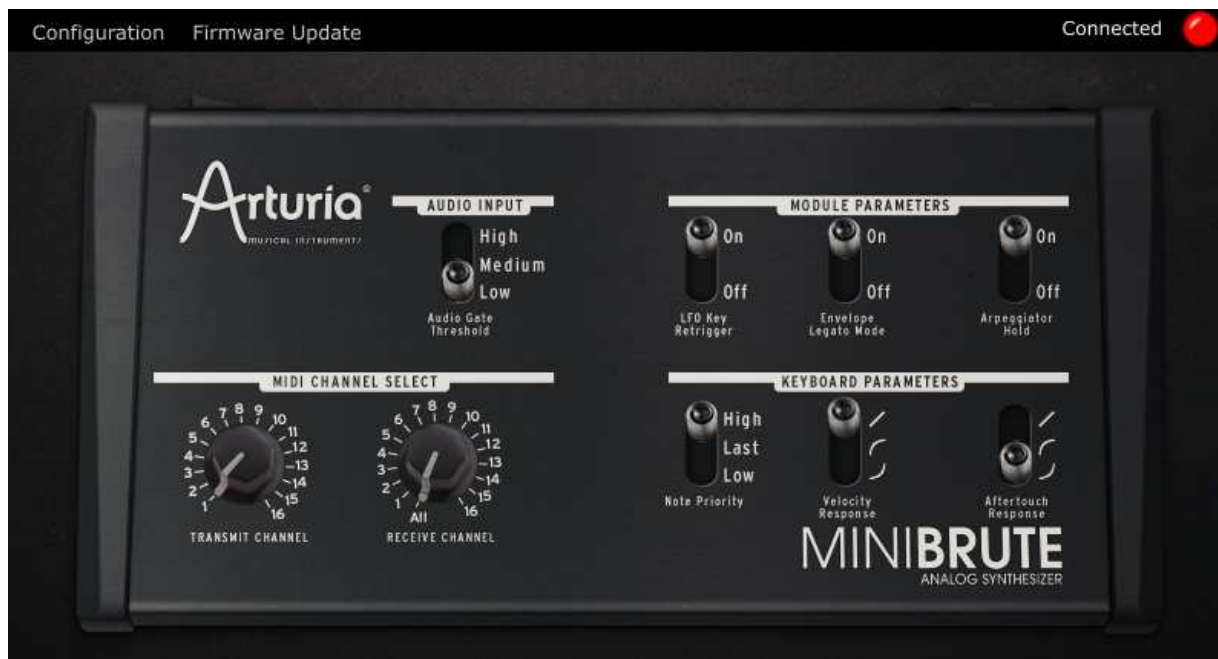 Configuration Firmware Update
Connected
Arturia®
MUSICAL INSTRUMENTS
AUDIO INPUT
High
Medium
Low
Audio Gate
Threshold
MODULE PARAMETERS
On
Off
LFO Key
Retrigger
On
Off
Envelope
Legato Mode
On
Off
Arpeggiator
Hold
MIDI CHANNEL SELECT
1 2 3 4 5 6 7 8 9 10 11 12 13 14 15 16
TRANSMIT CHANNEL
All 1 2 3 4 5 6 7 8 9 10 11 12 13 14 15 16
RECEIVE CHANNEL
KEYBOARD PARAMETERS
High
Last
Low
Note Priority
Velocity
Response
Aftertouch
Response
MINIBRUTE
ANALOG SYNTHESIZER